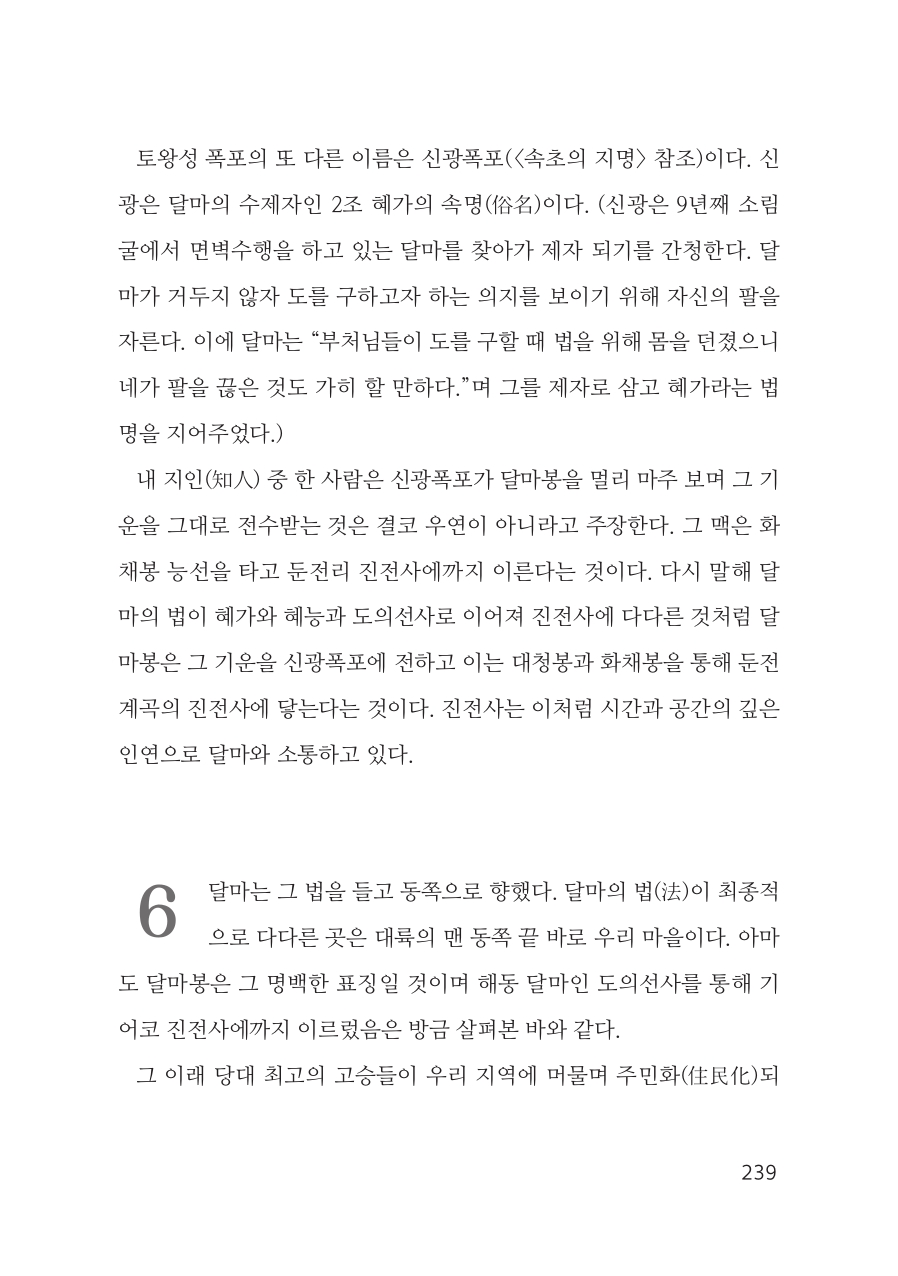 토왕성 폭포의 또 다른 이름은 신광폭포(〈속초의 지명〉 참조)이다. 신
광은 달마의 수제자인 2조 혜가의 속명(俗名)이다. (신광은 9년째 소림
굴에서 면벽수행을 하고 있는 달마를 찾아가 제자 되기를 간청한다. 달
마가 거두지 않자 도를 구하고자 하는 의지를 보이기 위해 자신의 팔을
자른다. 이에 달마는 “부처님들이 도를 구할 때 법을 위해 몸을 던졌으니
네가 팔을 끊은 것도 가히 할 만하다.”며 그를 제자로 삼고 혜가라는 법
명을 지어주었다.)
내 지인(知人) 중 한 사람은 신광폭포가 달마봉을 멀리 마주 보며 그 기
운을 그대로 전수받는 것은 결코 우연이 아니라고 주장한다. 그 맥은 화
채봉 능선을 타고 둔전리 진전사에까지 이른다는 것이다. 다시 말해 달
마의 법이 혜가와 혜능과 도의선사로 이어져 진전사에 다다른 것처럼 달
마봉은 그 기운을 신광폭포에 전하고 이는 대청봉과 화채봉을 통해 둔전
계곡의 진전사에 닿는다는 것이다. 진전사는 이처럼 시간과 공간의 깊은
인연으로 달마와 소통하고 있다.
6 달마는 그 법을 들고 동쪽으로 향했다. 달마의 법(法)이 최종적
으로 다다른 곳은 대륙의 맨 동쪽 끝 바로 우리 마을이다. 아마
도 달마봉은 그 명백한 표징일 것이며 해동 달마인 도의선사를 통해 기
어코 진전사에까지 이르렀음은 방금 살펴본 바와 같다.
그 이래 당대 최고의 고승들이 우리 지역에 머물며 주민화(住民化)되
239